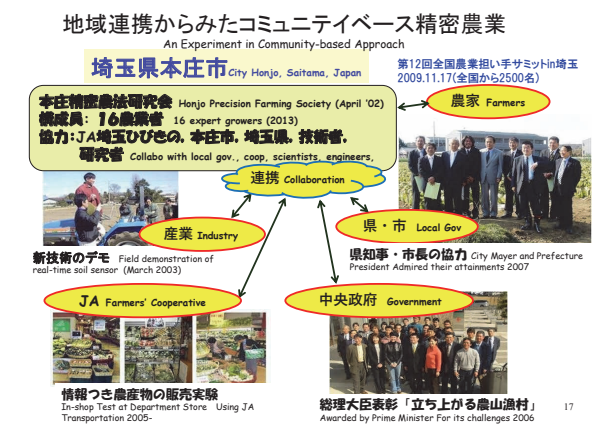 地域連携からみたコミュニテイベース精密農業
An Experiment in Community-based Approach
埼玉県本庄市 City Honjo, Saitama, Japan
第12回全国農業担い手サミットin埼玉
2009.11.17(全国から2500名)
本庄精密農法研究会 Honjo Precision Farming Society (April '02)
構成員: 16農業者 16 expert growers (2013)
協力:JA埼玉ひびきの, 本庄市, 埼玉県, 技術者,
研究者 Collabo with local gov., coop, scientists, engineers,
農家 Farmers
連携 Collaboration
産業 Industry
県・市 Local Gov
新技術のデモ Field demonstration of
real-time soil sensor (March 2003)
県知事・市長の協力 City Mayor and Prefecture
President Admired their attainments 2007
JA Farmers' Cooperative
中央政府 Government
情報つき農産物の販売実験
In-shop Test at Department Store Using JA
Transportation 2005-
総理大臣表彰「立ち上がる農山漁村」
Awarded by Prime Minister For its challenges 2006
17